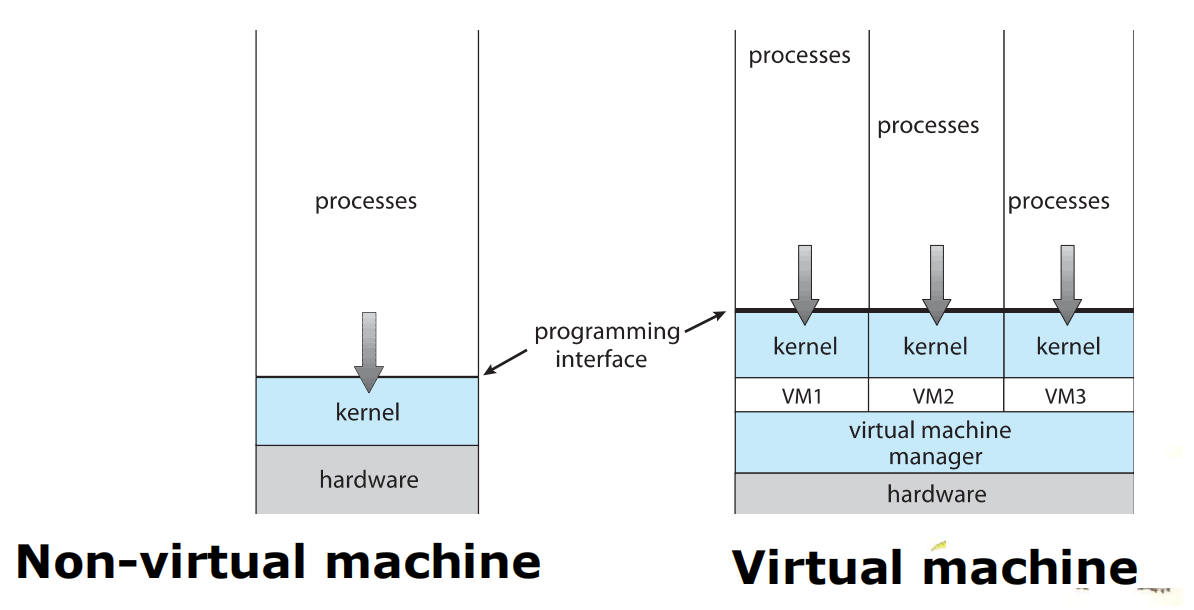 processes
kernel
hardware
Non-virtual machine
programming
interface
processes
processes
processes
kernel kernel kernel
VM1 VM2 VM3
virtual machine
manager
hardware
Virtual machine